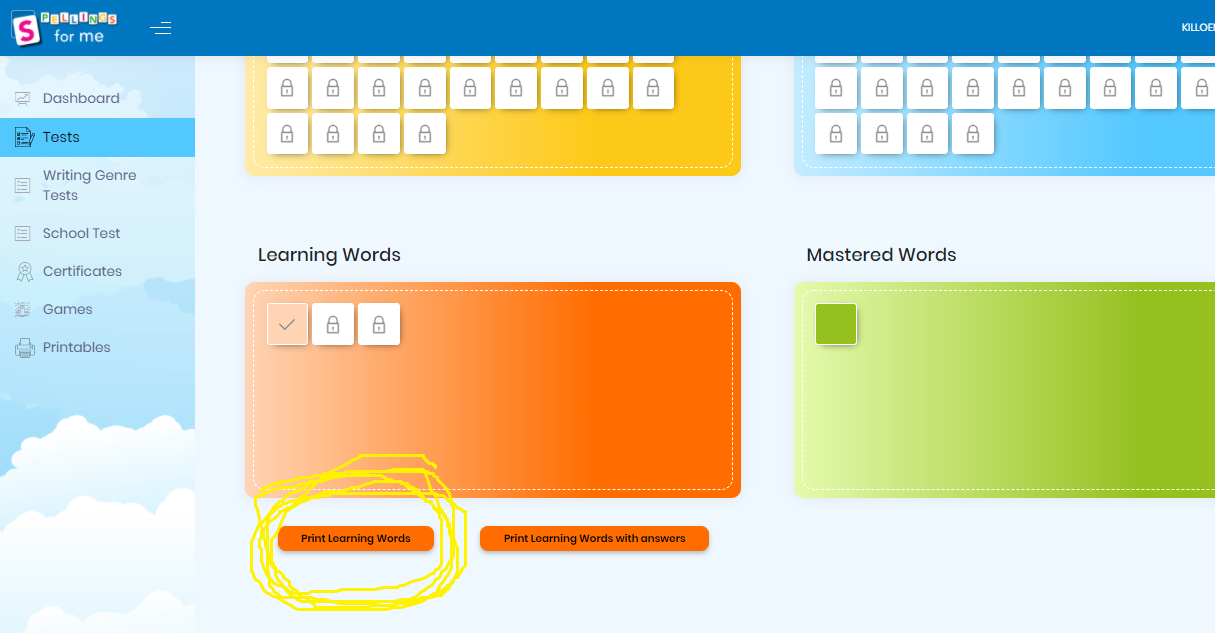 S PELLINGS
for me
KILLOE
Dashboard
Tests
Writing Genre
Tests
School Test
Certificates
Games
Printables
Learning Words
Mastered Words
Print Learning Words
Print Learning Words with answers